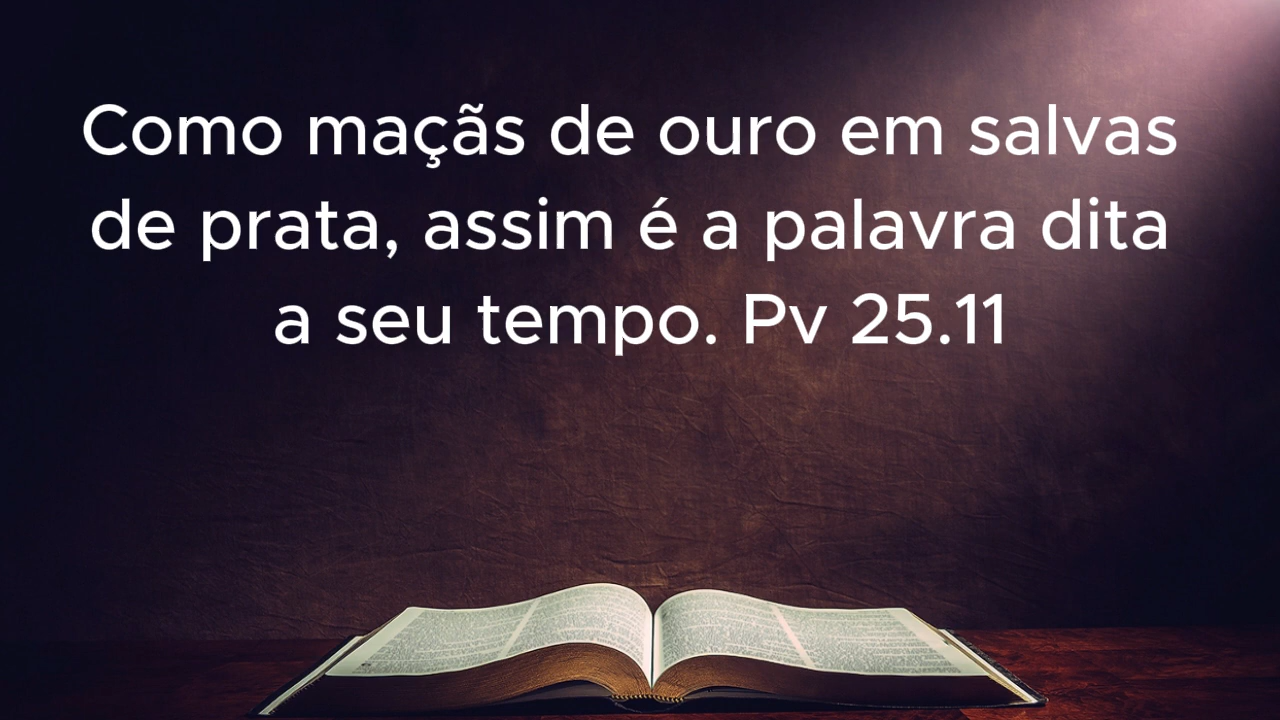 Como maçãs de ouro em salvas
de prata, assim é a palavra dita
a seu tempo. Pv 25.11